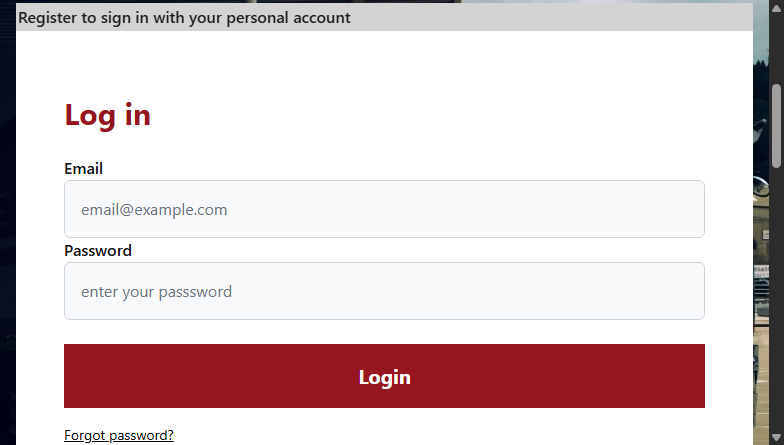 Register to sign in with your personal account
Log in
Email
email@example.com
Password
enter your passsword
Login
Forgot password?